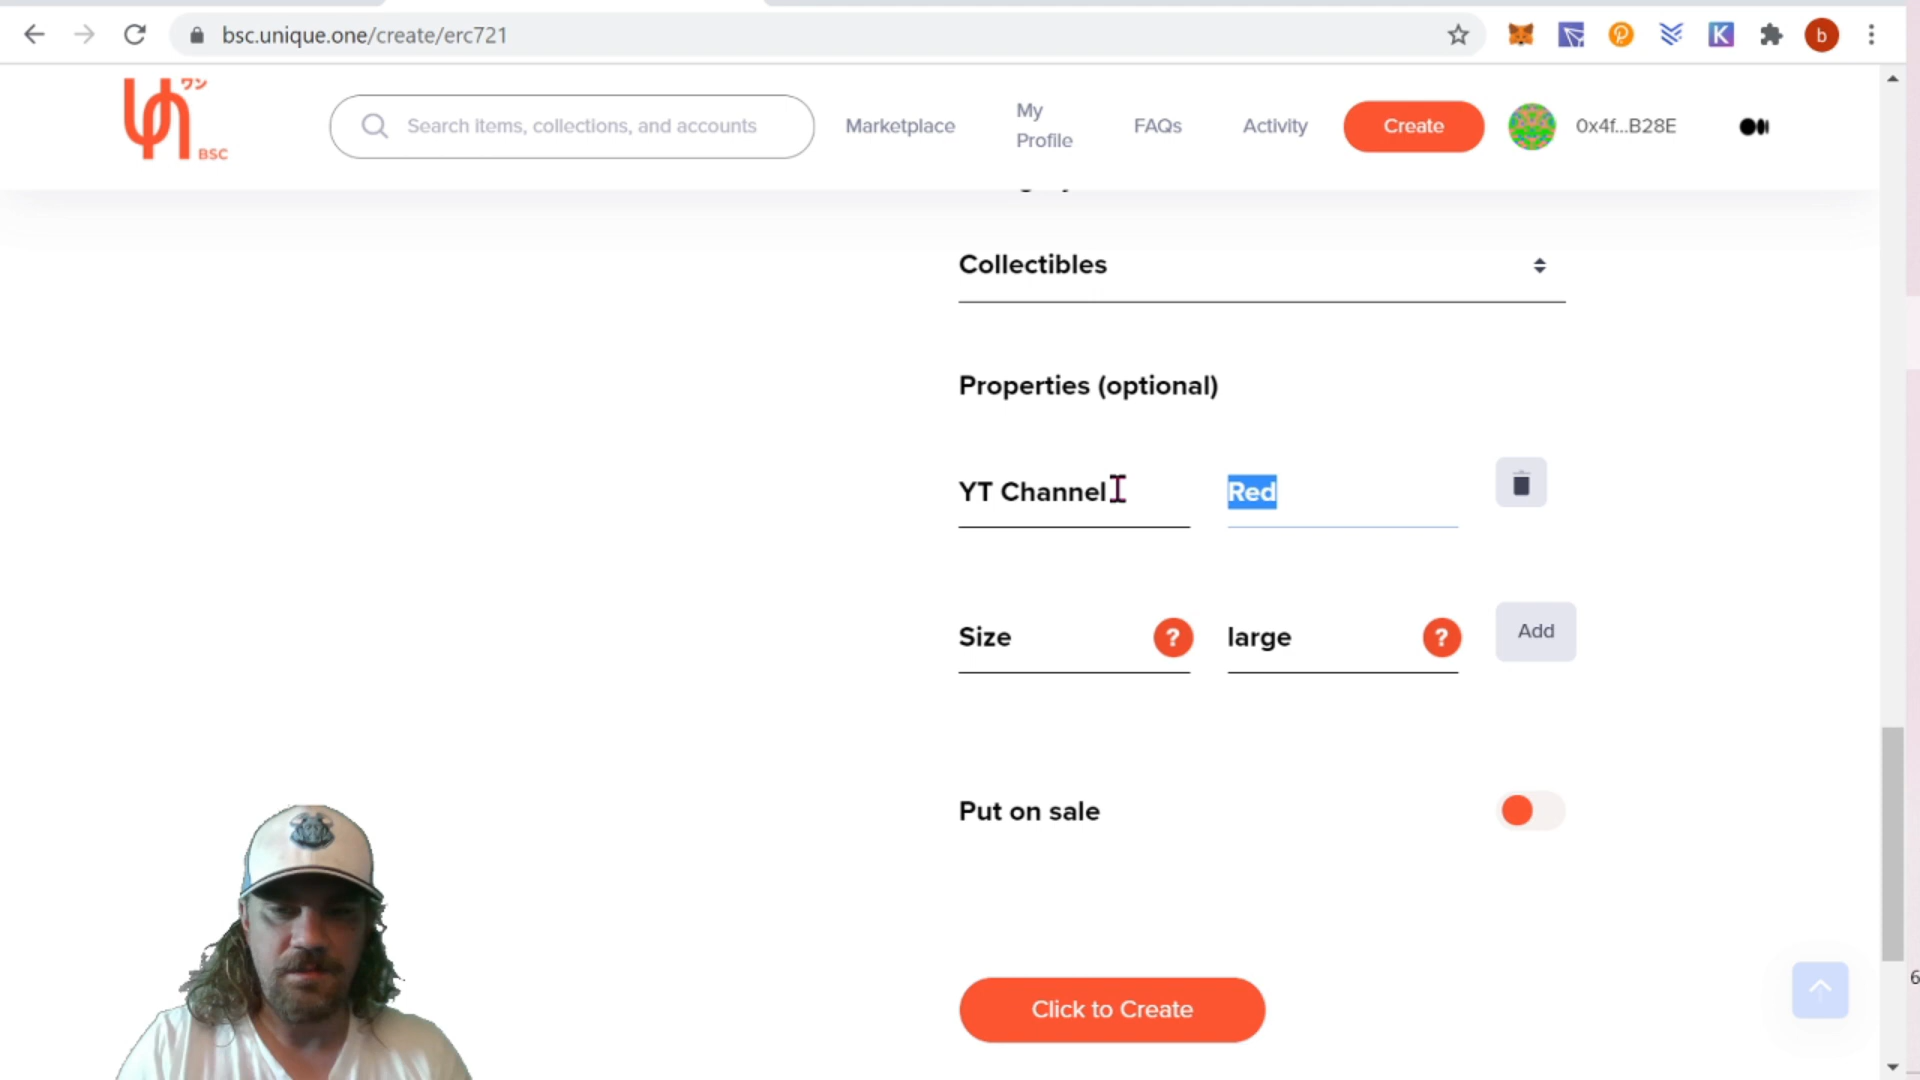 bsc.unique.one/create/erc721
ワン
BSC
Search items, collections, and accounts
Marketplace
My
Profile
FAQs
Activity
Create
0x4f...B28E
Collectibles
Properties (optional)
YT Channel
Red
Size ? large ? Add
Put on sale
Click to Create